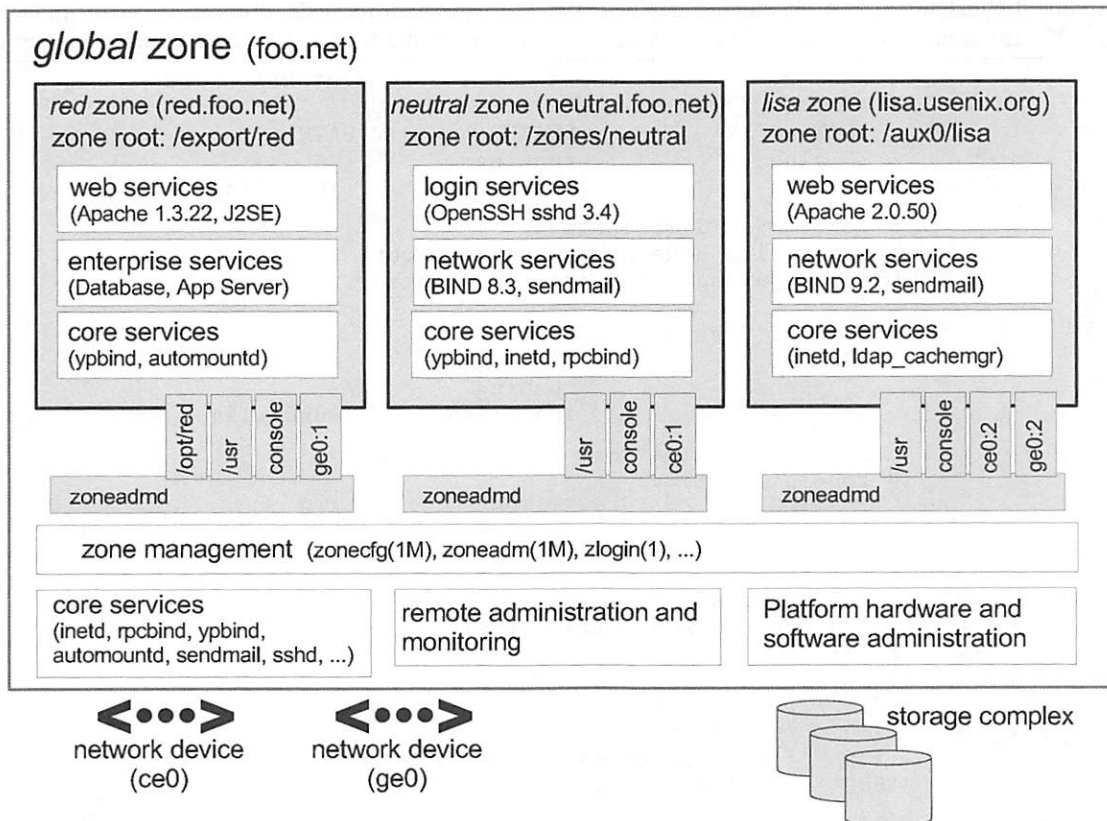 global zone (foo.net)
red zone (red.foo.net)
zone root: /export/red
web services
(Apache 1.3.22, J2SE)
enterprise services
(Database, App Server)
core services
(ypbind, automountd)
/opt/red
/usr
console
ge0:1
zoneadmd
neutral zone (neutral.foo.net)
zone root: /zones/neutral
login services
(OpenSSH sshd 3.4)
network services
(BIND 8.3, sendmail)
core services
(ypbind, inetd, rpcbind)
/usr
console
ce0:1
zoneadmd
lisa zone (lisa.usenix.org)
zone root: /aux0/lisa
web services
(Apache 2.0.50)
network services
(BIND 9.2, sendmail)
core services
(inetd, ldap_cachemgr)
/usr
console
ce0:2
ge0:2
zoneadmd
zone management (zonecfg(1M), zoneadm(1M), zlogin(1), ...)
core services
(inetd, rpcbind, ypbind,
automountd, sendmail, sshd, ...)
remote administration and
monitoring
Platform hardware and
software administration
<•••>
network device
(ce0)
<•••>
network device
(ge0)
storage complex